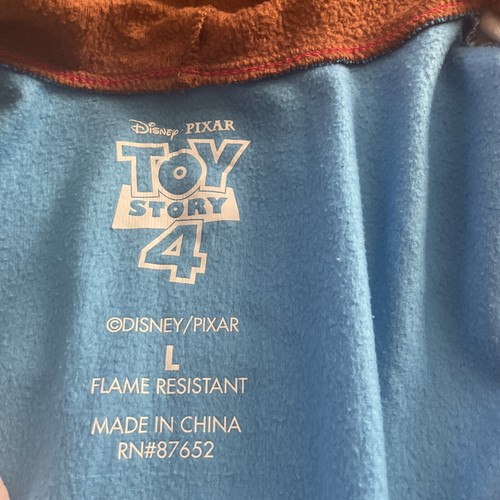 Disney · PIXAR
TOY
STORY
4
©DISNEY/PIXAR
L
FLAME RESISTANT
MADE IN CHINA
RN#87652